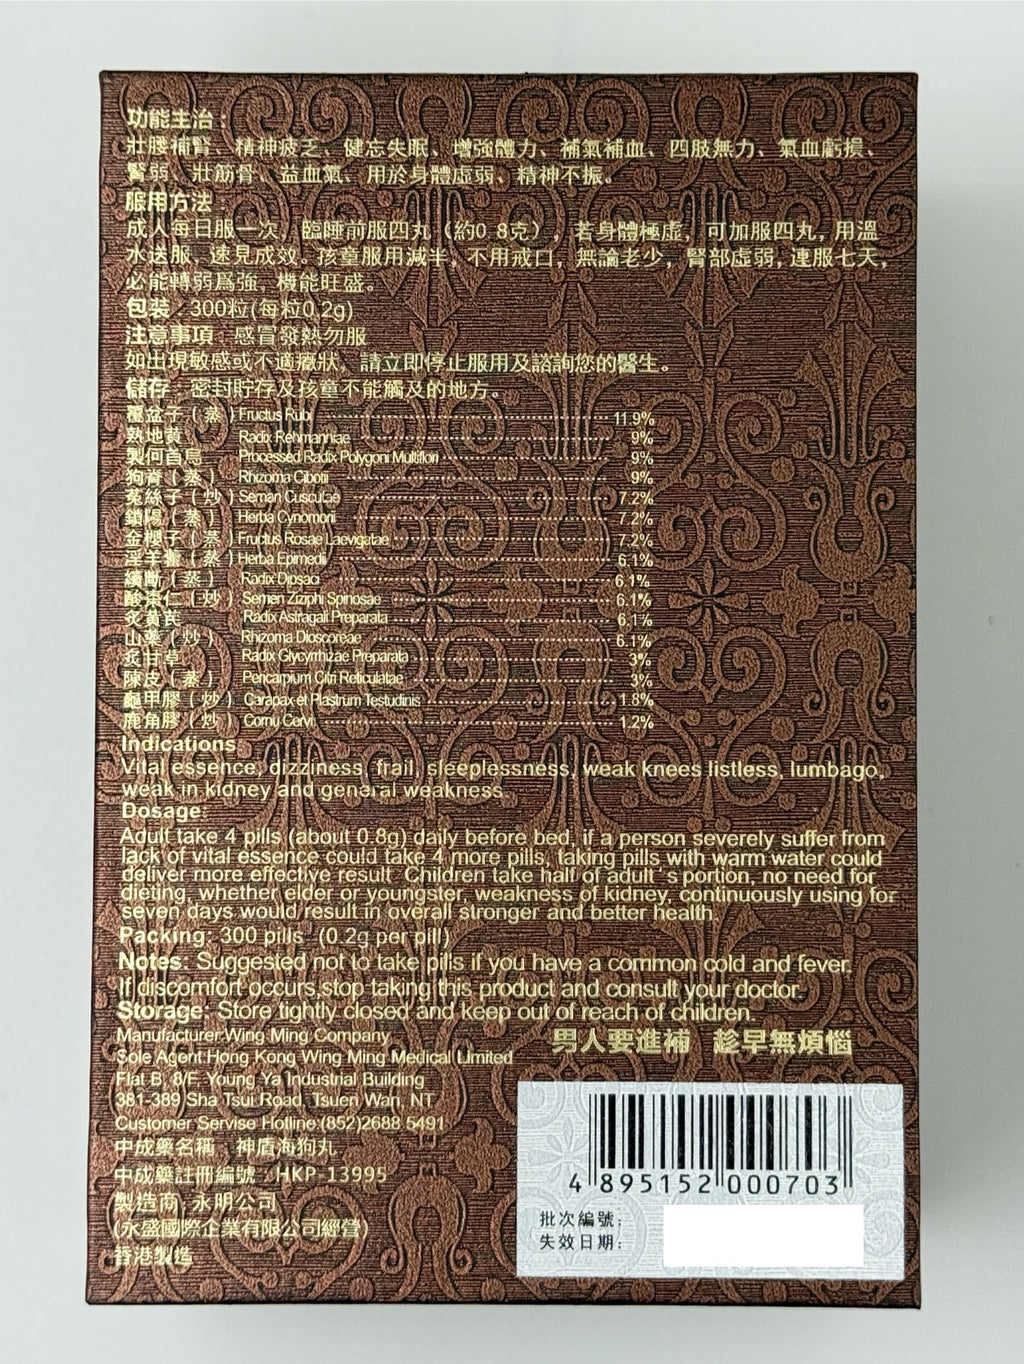 功能主治：
壯腰補腎、精神疲乏、健忘失眠、增強體力、補氣補血、四肢無力、氣血虧損、
腎弱、壯筋骨、益血氣、用於身體虛弱、精神不振。
服用方法
成人每日服一次，臨睡前服四丸（約0.8克），若身體極虛，可加服四丸，用溫
水送服、速見成效。孩童服用減半，不用戒口，無論老少，腎部虛弱，連服七天，
必能轉弱爲強，機能旺盛。
包裝：300粒(每粒0.2g)
注意事項：感冒發熱勿服
如出現敏感或不適癥狀，請立即停止服用及諮詢您的醫生。
儲存：密封貯存及孩童不能觸及的地方。
覆盆子（蒸）Fructus Rubi 11.9%
熟地黃 Radix Rehmanniae 9%
製何首烏 Processed Radix Polygoni Multiflori 9%
狗脊（蒸）Rhizoma Cibotii 9%
菟絲子（炒）Seman Cusculae 7.2%
鎖陽（蒸）Herba Cynomorii 7.2%
金櫻子（蒸）Fructus Rosae Laevigatae 7.2%
淫羊藿（蒸）Herba Epimedii 6.1%
續斷（蒸）Radix Dipsaci 6.1%
酸棗仁（炒）Semen Ziziphi Spinosae 6.1%
炙黃芪 Radix Astragali Preparata 6.1%
山藥（炒）Rhizoma Dioscoreae 6.1%
炙甘草 Radix Glycyrrhizae Preparata 3%
陳皮（蒸）Pericarpium Citri Reticulatae 3%
龜甲膠（炒）Carapax et Plastrum Testudinis 1.8%
鹿角膠（炒）Cornu Cervi 1.2%
Indications
Vital essence, dizziness, frail, sleeplessness, weak knees listless, lumbago,
weak in kidney and general weakness.
Dosage:
Adult take 4 pills (about 0.8g) daily before bed, if a person severely suffer from
lack of vital essence could take 4 more pills, taking pills with warm water could
deliver more effective result. Children take half of adult's portion, no need for
dieting, whether elder or youngster, weakness of kidney, continuously using for
seven days would result in overall stronger and better health.
Packing: 300 pills (0.2g per pill)
Notes: Suggested not to take pills if you have a common cold and fever.
If discomfort occurs,stop taking this product and consult your doctor.
Storage: Store tightly closed and keep out of reach of children.
Manufacturer:Wing Ming Company
男人要進補 趁早無煩惱
Sole Agent:Hong Kong Wing Ming Medical Limited
Flat B, 8/F, Young Ya Industrial Building
381-389 Sha Tsui Road, Tsuen Wan, NT
Customer Servise Hotline:(852)2688 5491
中成藥名稱：神盾海狗丸
中成藥註冊編號：HKP-13995
製造商:永明公司
(永盛國際企業有限公司經營)
香港製造
4 895152 000703
批次編號:
失效日期: